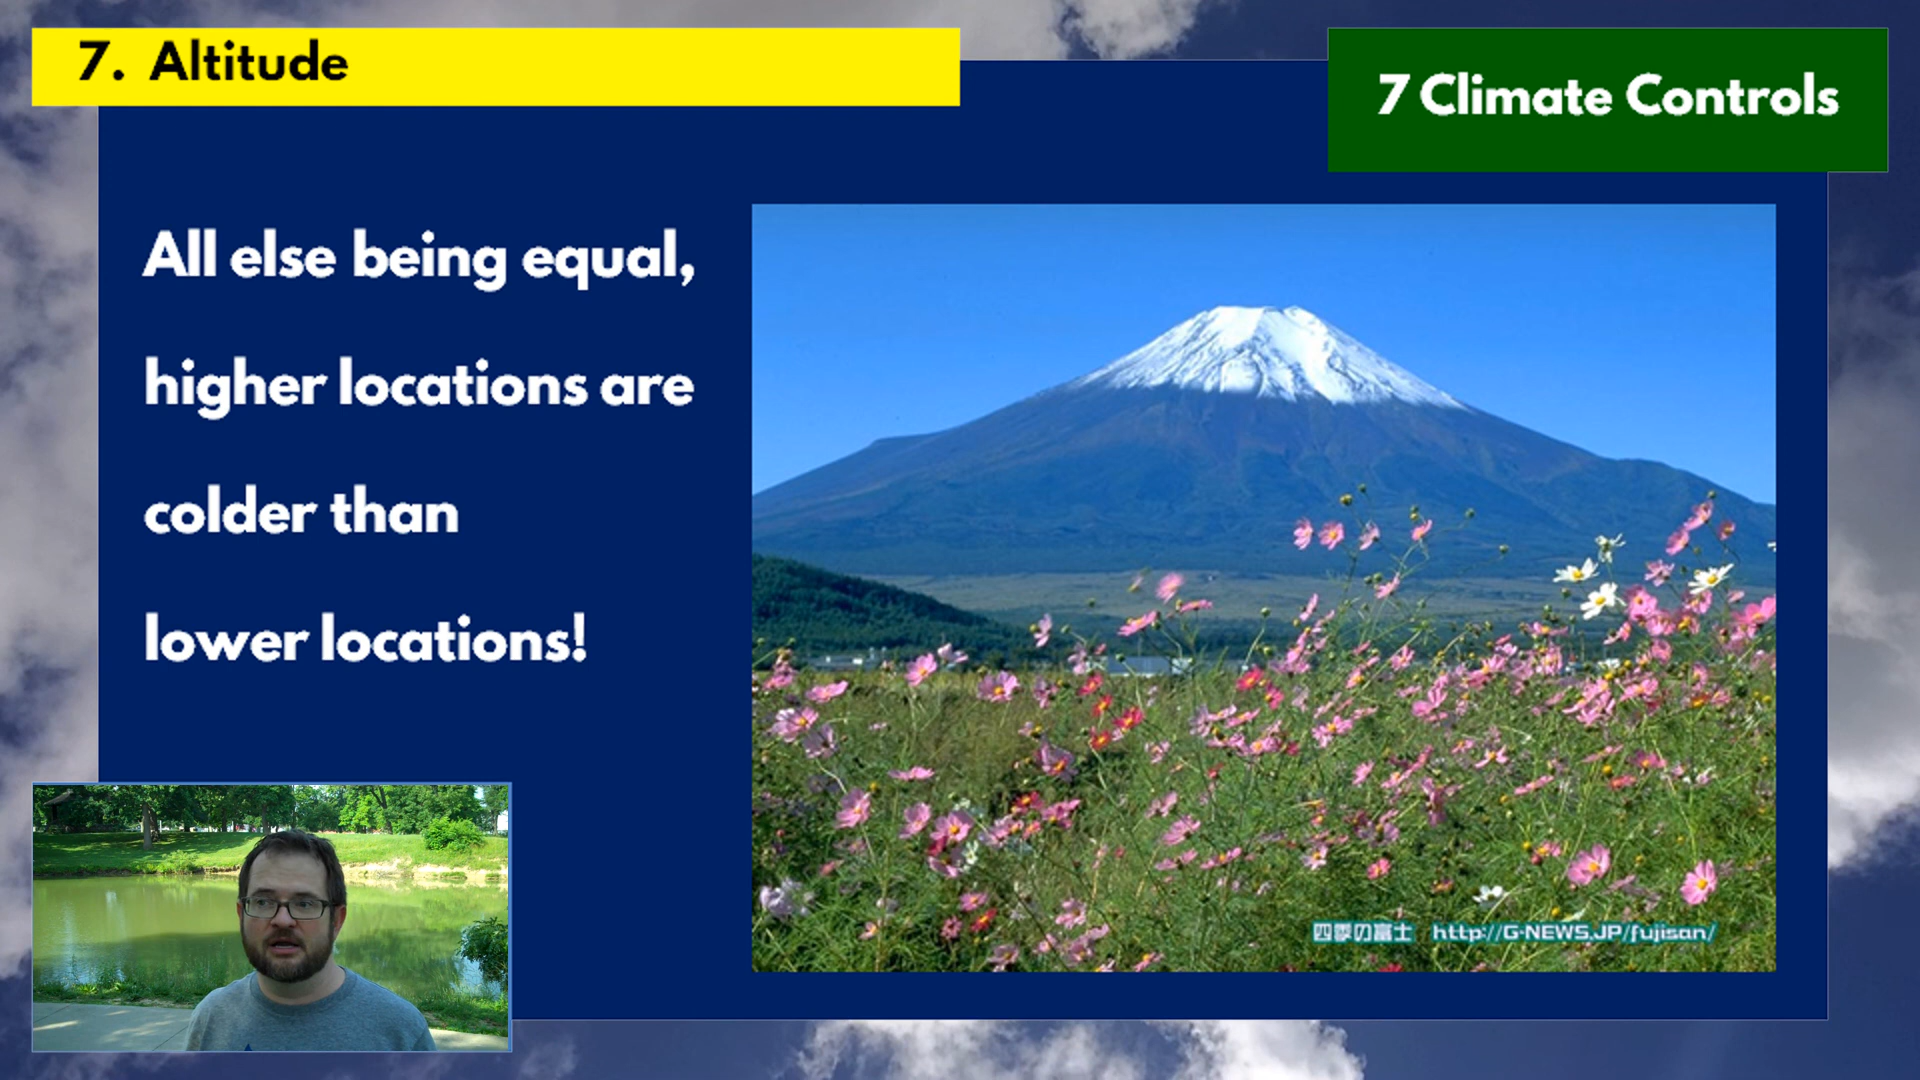 7. Altitude
7 Climate Controls
All else being equal,
higher locations are
colder than
lower locations!
四季の富士 http://G-NEWS.JP/fujisan/